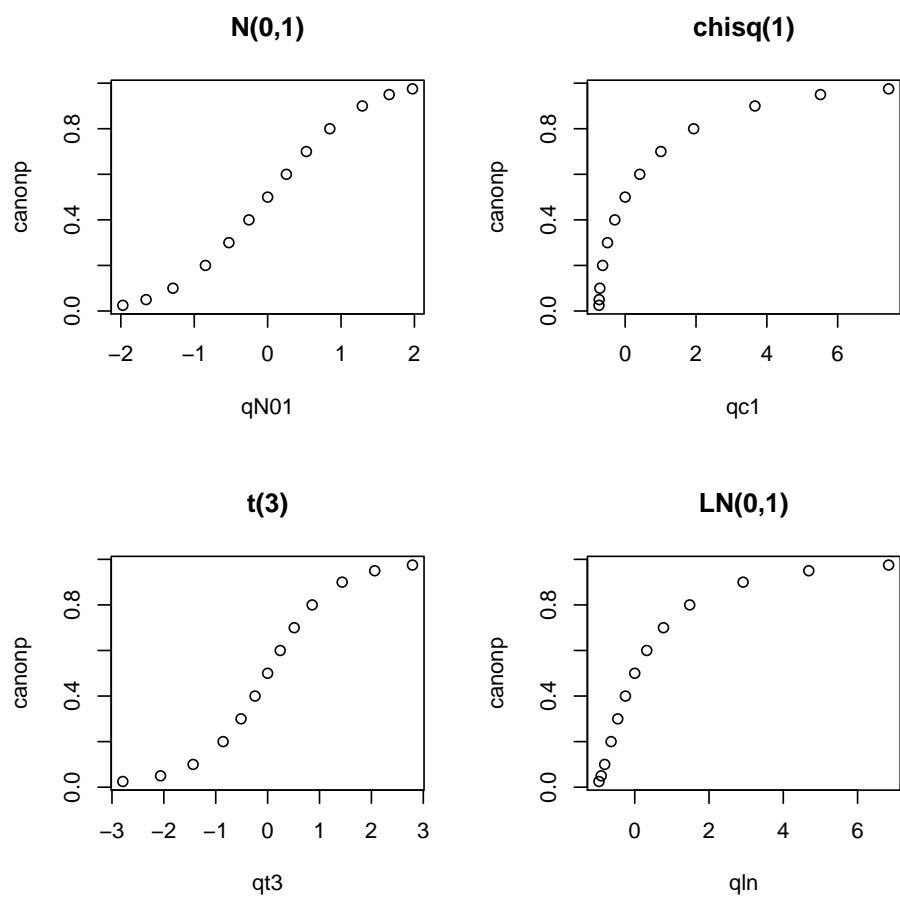 N(0,1)
canonp
0.0 0.4 0.8
−2 −1 0 1 2
qN01
chisq(1)
canonp
0.0 0.4 0.8
0 2 4 6
qc1
t(3)
canonp
0.0 0.4 0.8
−3 −2 −1 0 1 2 3
qt3
LN(0,1)
canonp
0.0 0.4 0.8
0 2 4 6
qln